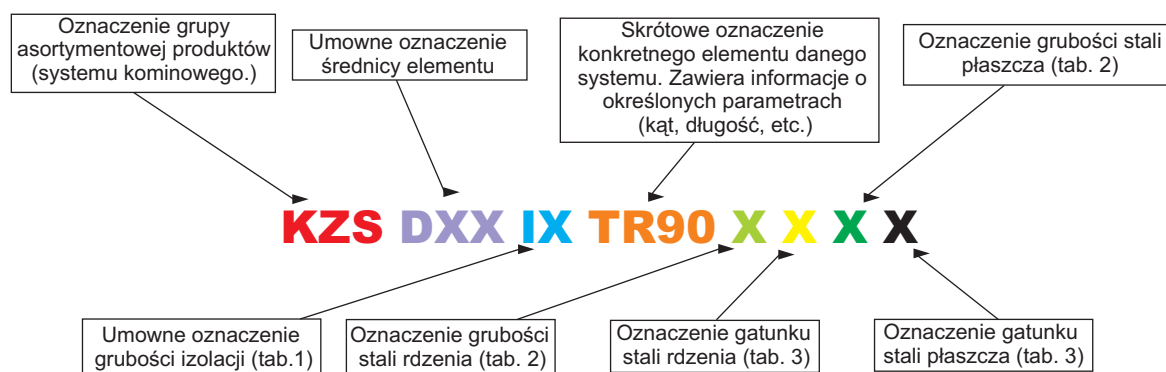 Oznaczenie grupy
asortymentowej produktów
(systemu kominowego.)
Umowne oznaczenie
średnicy elementu
Skrótowe oznaczenie
konkretnego elementu danego
systemu. Zawiera informacje o
określonych parametrach
(kąt, długość, etc.)
Oznaczenie grubości stali
płaszcza (tab. 2)
KZS DXX IX TR90 X X X X
Umowne oznaczenie
grubości izolacji (tab.1)
Oznaczenie grubości
stali rdzenia (tab. 2)
Oznaczenie gatunku
stali rdzenia (tab. 3)
Oznaczenie gatunku
stali płaszcza (tab. 3)